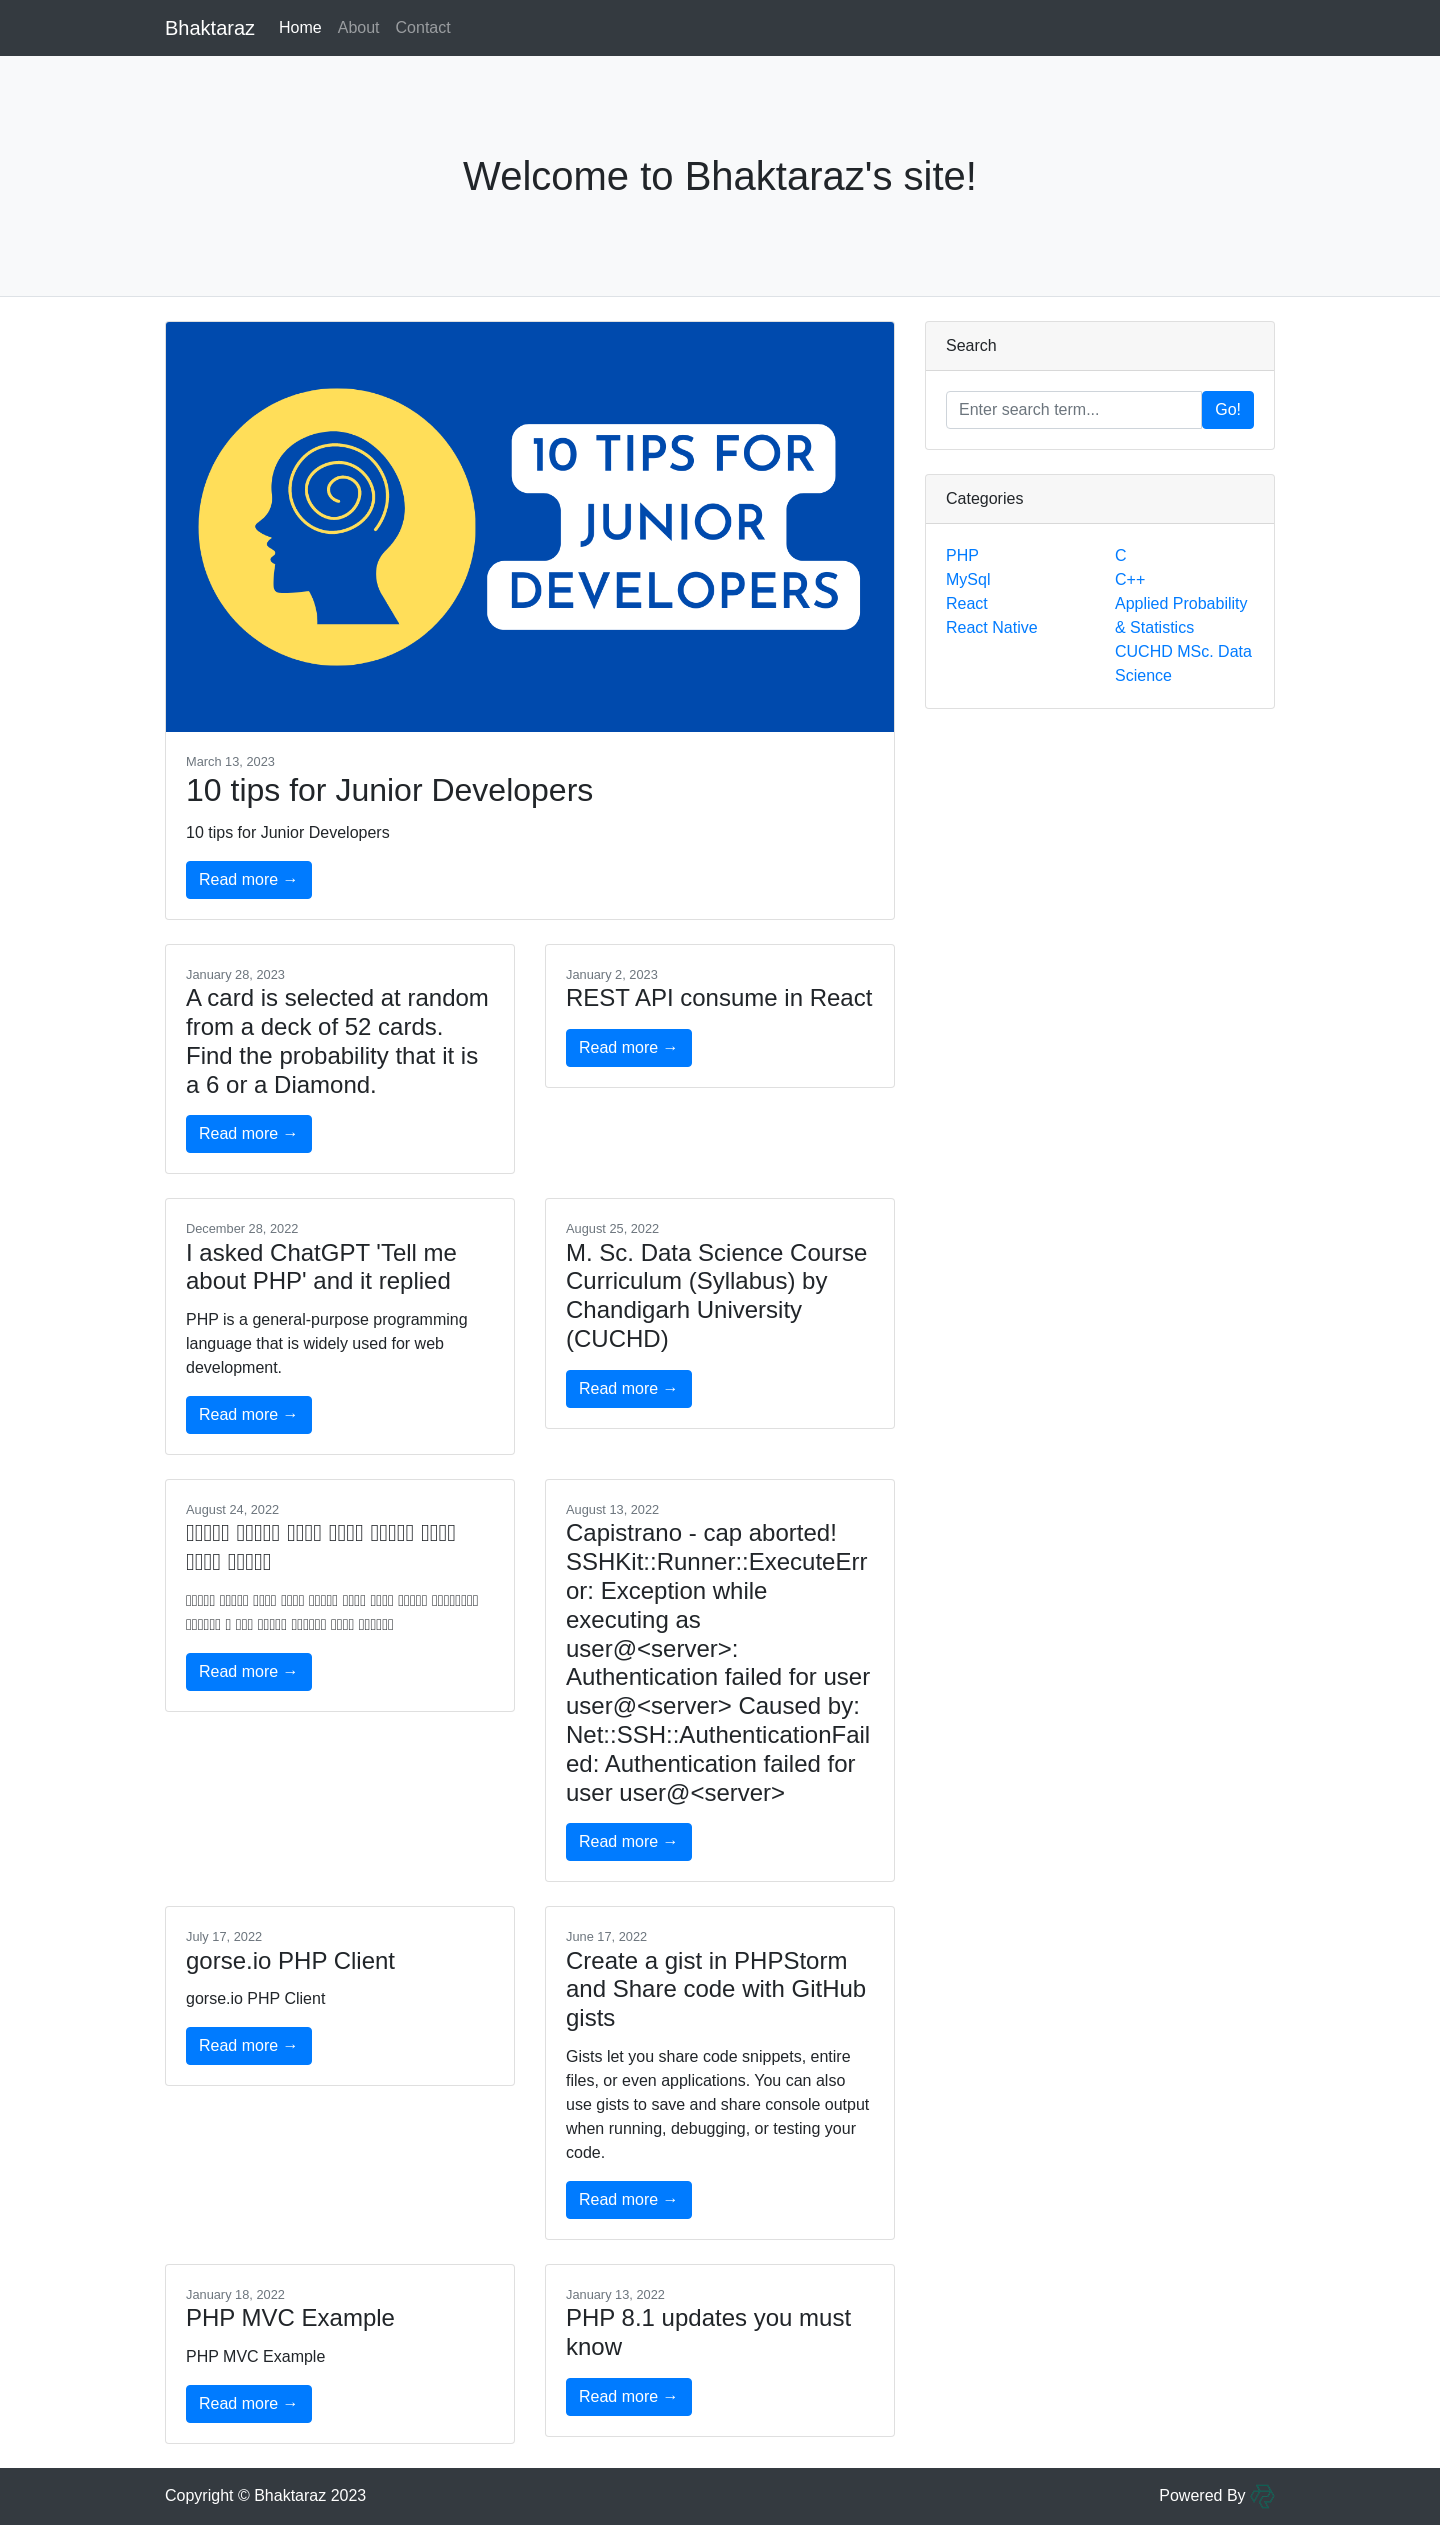 Bhaktaraz Home About Contact
Welcome to Bhaktaraz's site!
10 TIPS FOR
JUNIOR
DEVELOPERS
March 13, 2023
10 tips for Junior Developers
10 tips for Junior Developers
Read more →
January 28, 2023
A card is selected at random
from a deck of 52 cards.
Find the probability that it is
a 6 or a Diamond.
Read more →
January 2, 2023
REST API consume in React
Read more →
December 28, 2022
I asked ChatGPT 'Tell me
about PHP' and it replied
PHP is a general-purpose programming
language that is widely used for web
development.
Read more →
August 25, 2022
M. Sc. Data Science Course
Curriculum (Syllabus) by
Chandigarh University
(CUCHD)
Read more →
August 24, 2022
Read more →
August 13, 2022
Capistrano - cap aborted!
SSHKit::Runner::ExecuteErr
or: Exception while
executing as
user@<server>:
Authentication failed for user
user@<server> Caused by:
Net::SSH::AuthenticationFail
ed: Authentication failed for
user user@<server>
Read more →
July 17, 2022
gorse.io PHP Client
gorse.io PHP Client
Read more →
June 17, 2022
Create a gist in PHPStorm
and Share code with GitHub
gists
Gists let you share code snippets, entire
files, or even applications. You can also
use gists to save and share console output
when running, debugging, or testing your
code.
Read more →
January 18, 2022
PHP MVC Example
PHP MVC Example
Read more →
January 13, 2022
PHP 8.1 updates you must
know
Read more →
Search
Enter search term... Go!
Categories
PHP
MySql
React
React Native
C
C++
Applied Probability
& Statistics
CUCHD MSc. Data
Science
Copyright © Bhaktaraz 2023
Powered By